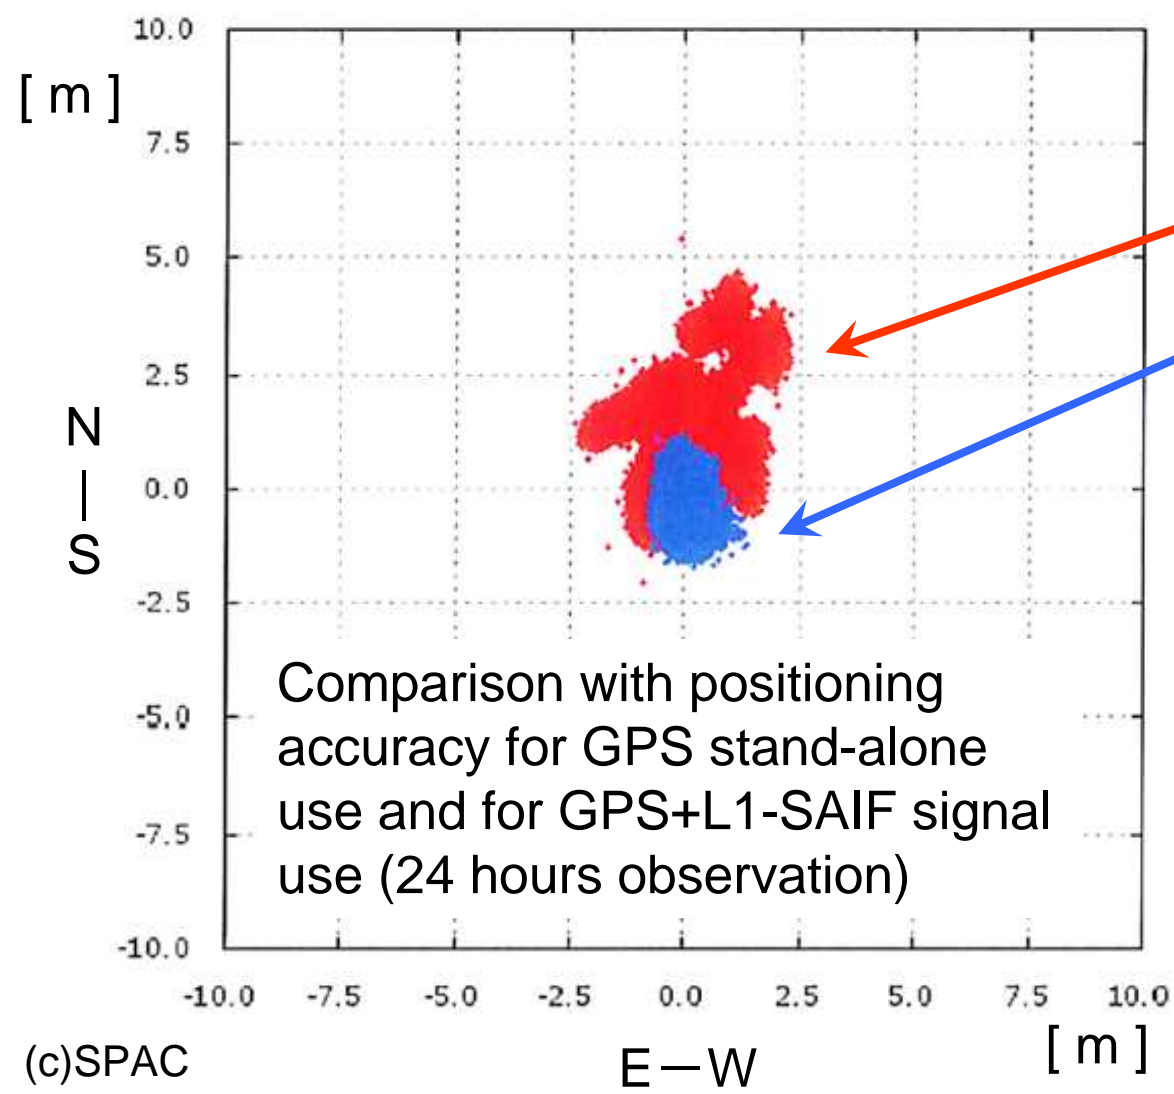 10.0
[ m ]
7.5
5.0
2.5
N
|
0.0
S
-2.5
Comparison with positioning
-5.0
accuracy for GPS stand-alone
use and for GPS+L1-SAIF signal
-7.5
use (24 hours observation)
-10.0
-10.0 -7.5 -5.0 -2.5 0.0 2.5 5.0 7.5 10.0
(c)SPAC
E—W
[ m ]